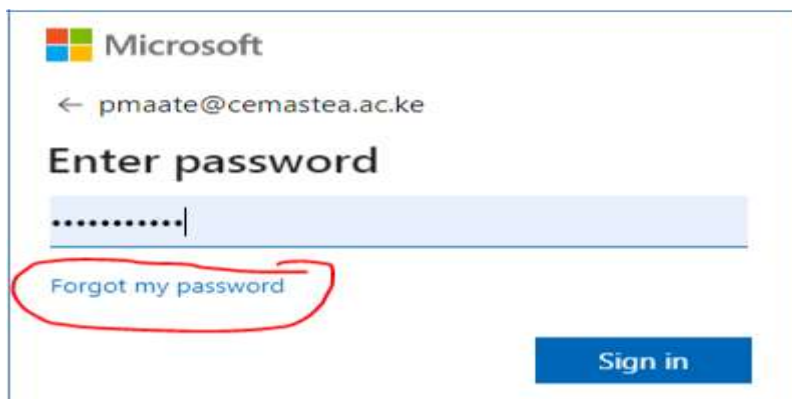 Microsoft
← pmaate@cemastea.ac.ke
Enter password
•••••••••••
Forgot my password
Sign in